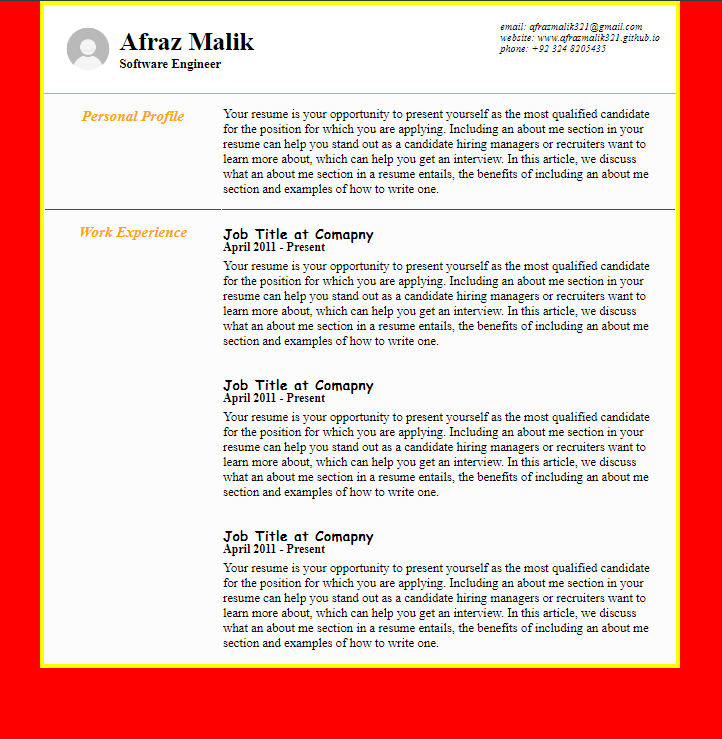 Afraz Malik
Software Engineer
email: afrazmalik321@gmail.com
website: www.afrazmalik321.github.io
phone: +92 324 8205435
Personal Profile
Your resume is your opportunity to present yourself as the most qualified candidate
for the position for which you are applying. Including an about me section in your
resume can help you stand out as a candidate hiring managers or recruiters want to
learn more about, which can help you get an interview. In this article, we discuss
what an about me section in a resume entails, the benefits of including an about me
section and examples of how to write one.
Work Experience
Job Title at Comapny
April 2011 - Present
Your resume is your opportunity to present yourself as the most qualified candidate
for the position for which you are applying. Including an about me section in your
resume can help you stand out as a candidate hiring managers or recruiters want to
learn more about, which can help you get an interview. In this article, we discuss
what an about me section in a resume entails, the benefits of including an about me
section and examples of how to write one.
Job Title at Comapny
April 2011 - Present
Your resume is your opportunity to present yourself as the most qualified candidate
for the position for which you are applying. Including an about me section in your
resume can help you stand out as a candidate hiring managers or recruiters want to
learn more about, which can help you get an interview. In this article, we discuss
what an about me section in a resume entails, the benefits of including an about me
section and examples of how to write one.
Job Title at Comapny
April 2011 - Present
Your resume is your opportunity to present yourself as the most qualified candidate
for the position for which you are applying. Including an about me section in your
resume can help you stand out as a candidate hiring managers or recruiters want to
learn more about, which can help you get an interview. In this article, we discuss
what an about me section in a resume entails, the benefits of including an about me
section and examples of how to write one.